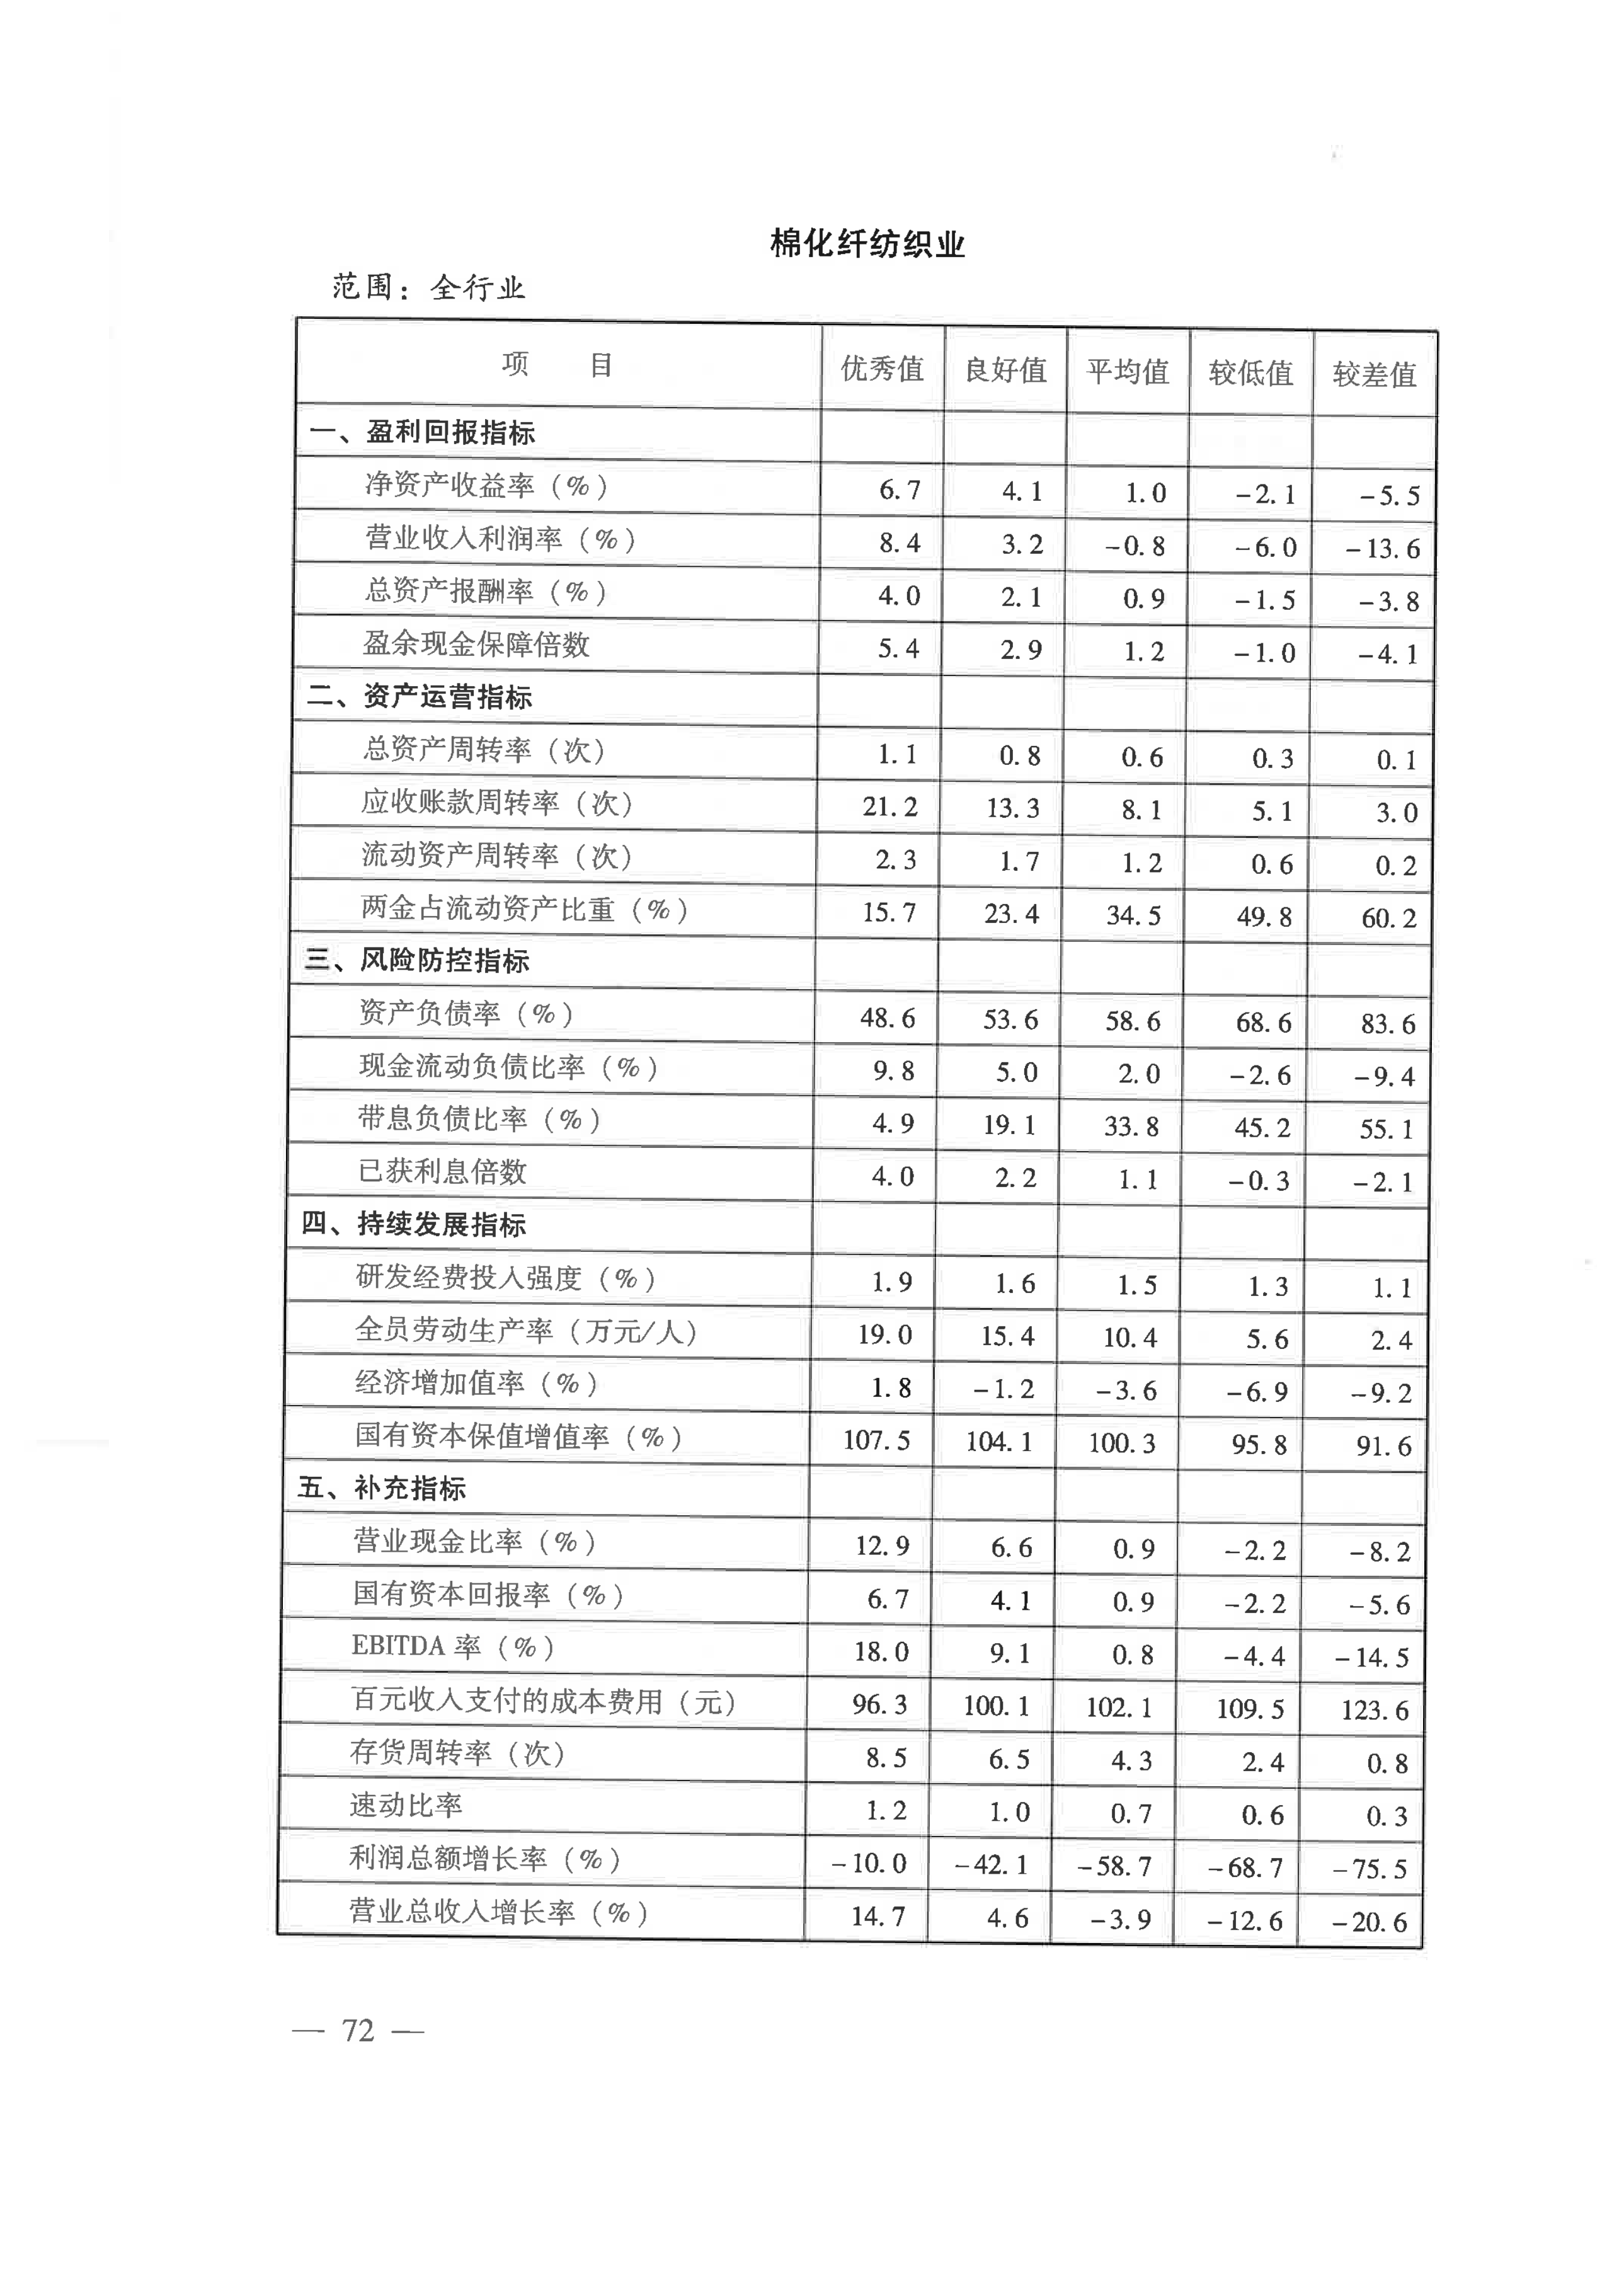 棉化纤纺织业
范围：全行业
项 目 优秀值 良好值 平均值 较低值 较差值
一、盈利回报指标
净资产收益率（%） 6.7 4.1 1.0 -2.1 -5.5
营业收入利润率（%） 8.4 3.2 -0.8 -6.0 -13.6
总资产报酬率（%） 4.0 2.1 0.9 -1.5 -3.8
盈余现金保障倍数 5.4 2.9 1.2 -1.0 -4.1
二、资产运营指标
总资产周转率（次） 1.1 0.8 0.6 0.3 0.1
应收账款周转率（次） 21.2 13.3 8.1 5.1 3.0
流动资产周转率（次） 2.3 1.7 1.2 0.6 0.2
两金占流动资产比重（%） 15.7 23.4 34.5 49.8 60.2
三、风险防控指标
资产负债率（%） 48.6 53.6 58.6 68.6 83.6
现金流动负债比率（%） 9.8 5.0 2.0 -2.6 -9.4
带息负债比率（%） 4.9 19.1 33.8 45.2 55.1
已获利息倍数 4.0 2.2 1.1 -0.3 -2.1
四、持续发展指标
研发经费投入强度（%） 1.9 1.6 1.5 1.3 1.1
全员劳动生产率（万元/人） 19.0 15.4 10.4 5.6 2.4
经济增加值率（%） 1.8 -1.2 -3.6 -6.9 -9.2
国有资本保值增值率（%） 107.5 104.1 100.3 95.8 91.6
五、补充指标
营业现金比率（%） 12.9 6.6 0.9 -2.2 -8.2
国有资本回报率（%） 6.7 4.1 0.9 -2.2 -5.6
EBITDA 率（%） 18.0 9.1 0.8 -4.4 -14.5
百元收入支付的成本费用（元） 96.3 100.1 102.1 109.5 123.6
存货周转率（次） 8.5 6.5 4.3 2.4 0.8
速动比率 1.2 1.0 0.7 0.6 0.3
利润总额增长率（%） -10.0 -42.1 -58.7 -68.7 -75.5
营业总收入增长率（%） 14.7 4.6 -3.9 -12.6 -20.6
— 72 —